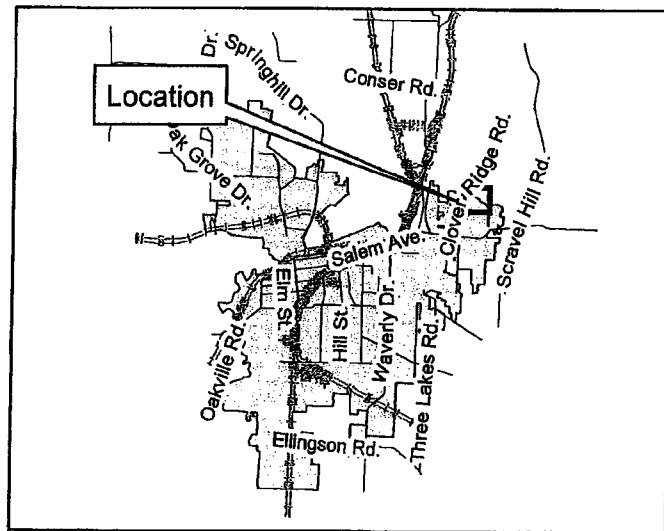 Dr.
Springhill Dr.
Conser Rd.
Location
ak Grove Dr.
Clover Ridge Rd.
Scravel Hill Rd.
Salem Ave.
Elm St.
Hill St.
Waverly Dr.
Oakville Rd.
Three Lakes Rd.
Ellingson Rd.